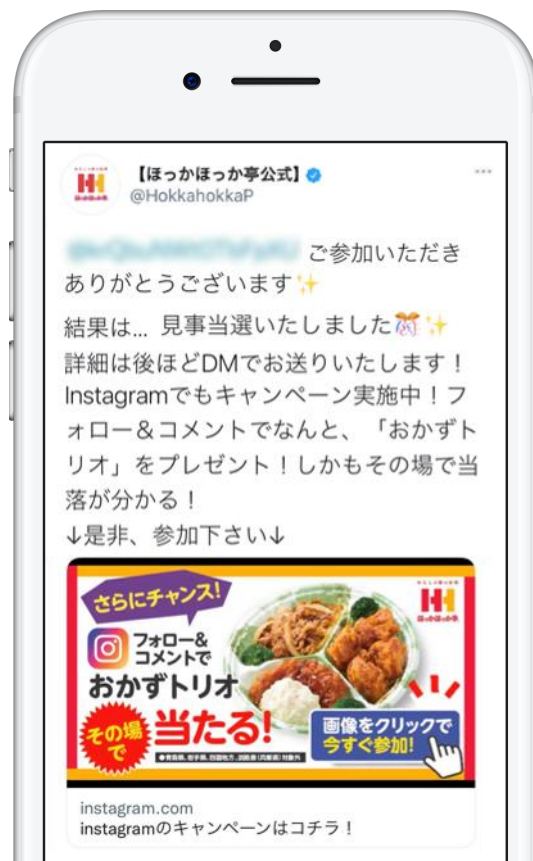 【ほっかほっか亭公式】
@HokkahokkaP
ご参加いただき
ありがとうございます✨
結果は... 見事当選いたしました🎊✨
詳細は後ほどDMでお送りいたします！
Instagramでもキャンペーン実施中！フ
ォロー＆コメントでなんと、「おかずト
リオ」をプレゼント！しかもその場で当
落が分かる！
↓是非、参加下さい↓
さらにチャンス!
HH
ほっかほっか亭
フォロー&
コメントで
おかずトリオ
その場
で
当たる!
画像をクリックで
今すぐ参加!
instagram.com
instagramのキャンペーンはコチラ！